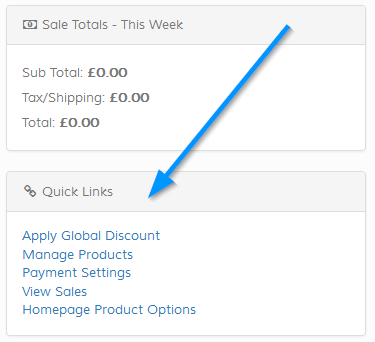 Sale Totals - This Week
Sub Total: £0.00
Tax/Shipping: £0.00
Total: £0.00
Quick Links
Apply Global Discount
Manage Products
Payment Settings
View Sales
Homepage Product Options